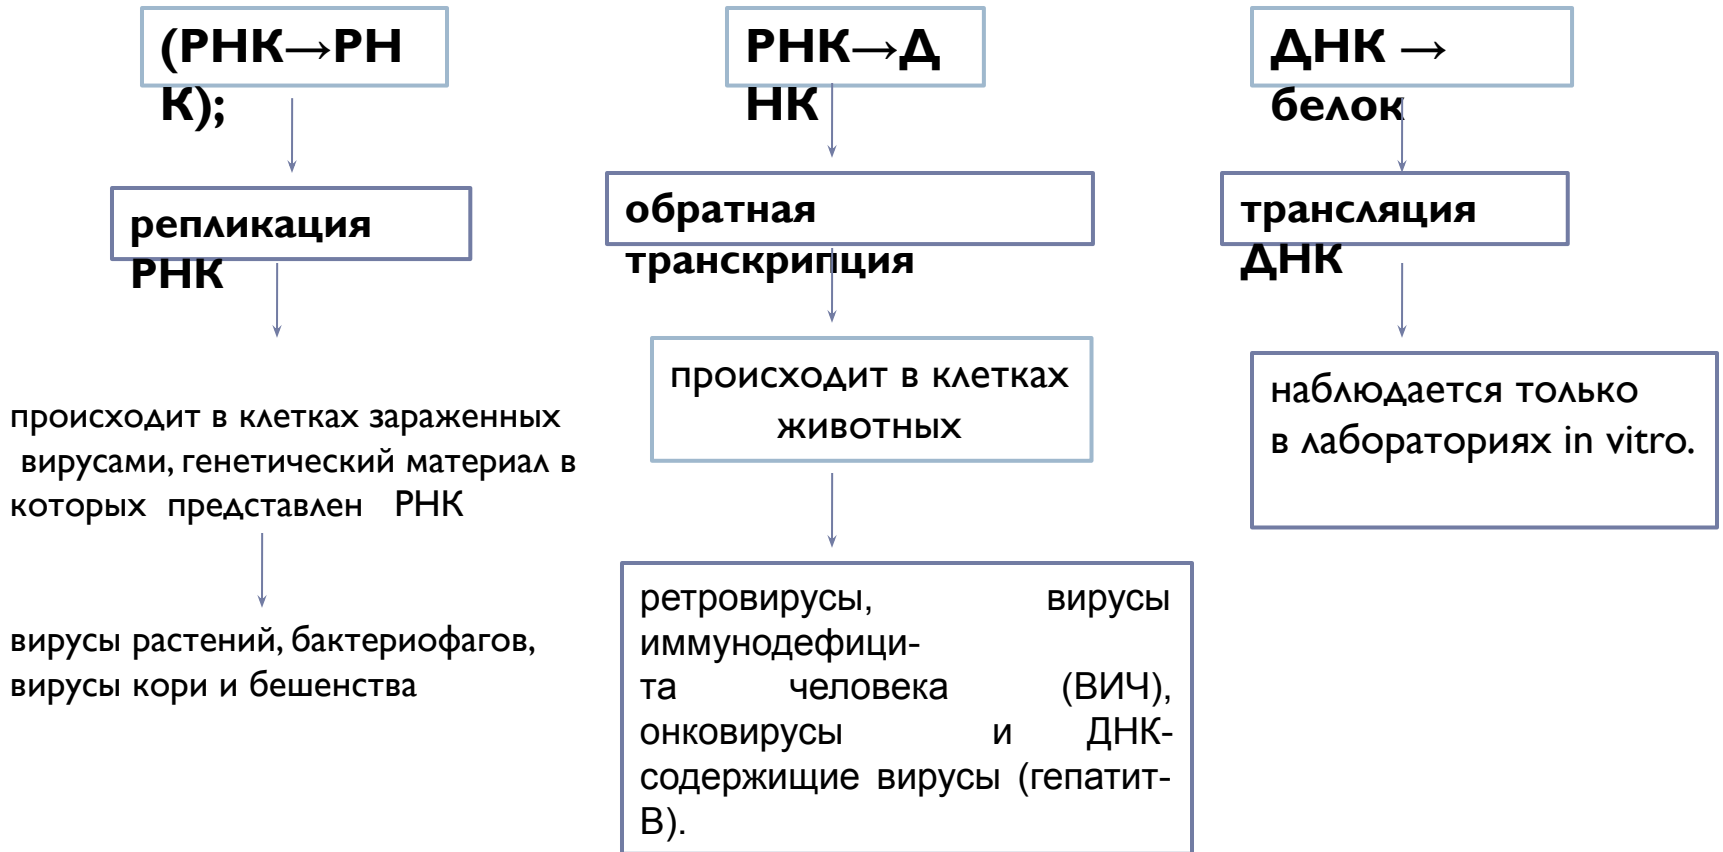 (РНК→РН
К);
репликация
РНК
происходит в клетках зараженных
вирусами, генетический материал в
которых представлен РНК
вирусы растений, бактериофагов,
вирусы кори и бешенства
РНК→Д
НК
обратная
транскрипция
происходит в клетках
животных
ретровирусы, вирусы
иммунодефици-
та человека (ВИЧ),
онковирусы и ДНК-
содержищие вирусы (гепатит-
В).
ДНК →
белок
трансляция
ДНК
наблюдается только
в лабораториях in vitro.